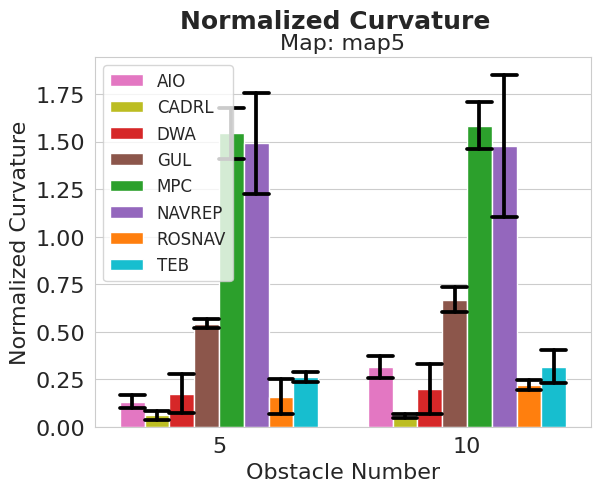 Normalized Curvature
Map: map5
Normalized Curvature
1.75
1.50
1.25
1.00
0.75
0.50
0.25
0.00
AIO
CADRL
DWA
GUL
MPC
NAVREP
ROSNAV
TEB
5
10
Obstacle Number